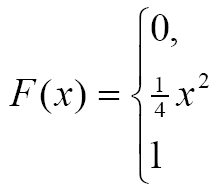 F(x) = { 0,
1/4 x²
1